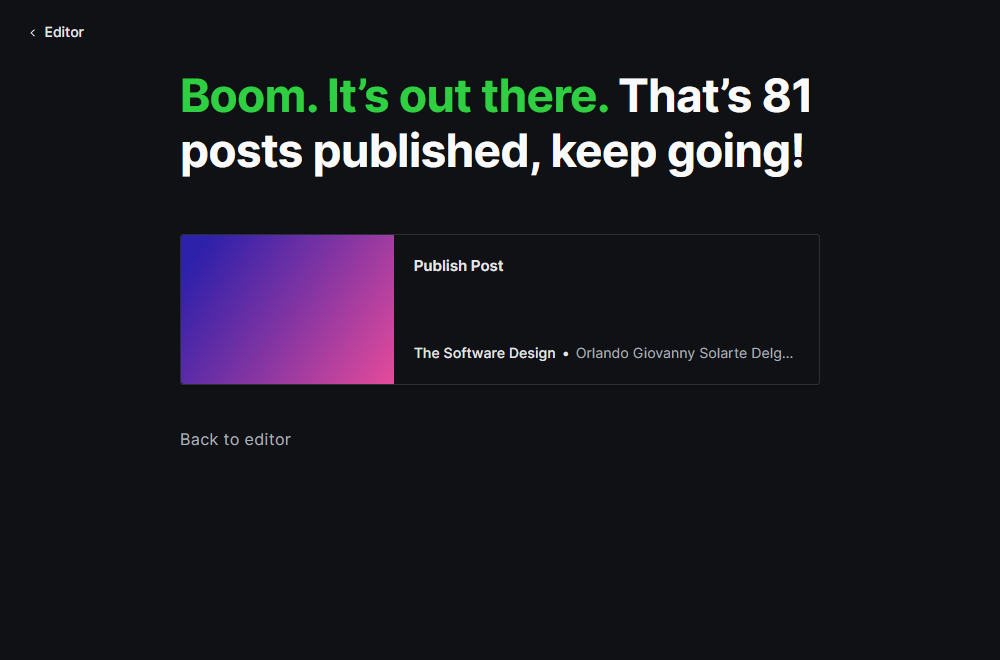 Editor
Boom. It’s out there. That’s 81
posts published, keep going!
Publish Post
The Software Design • Orlando Giovanny Solarte Delg...
Back to editor